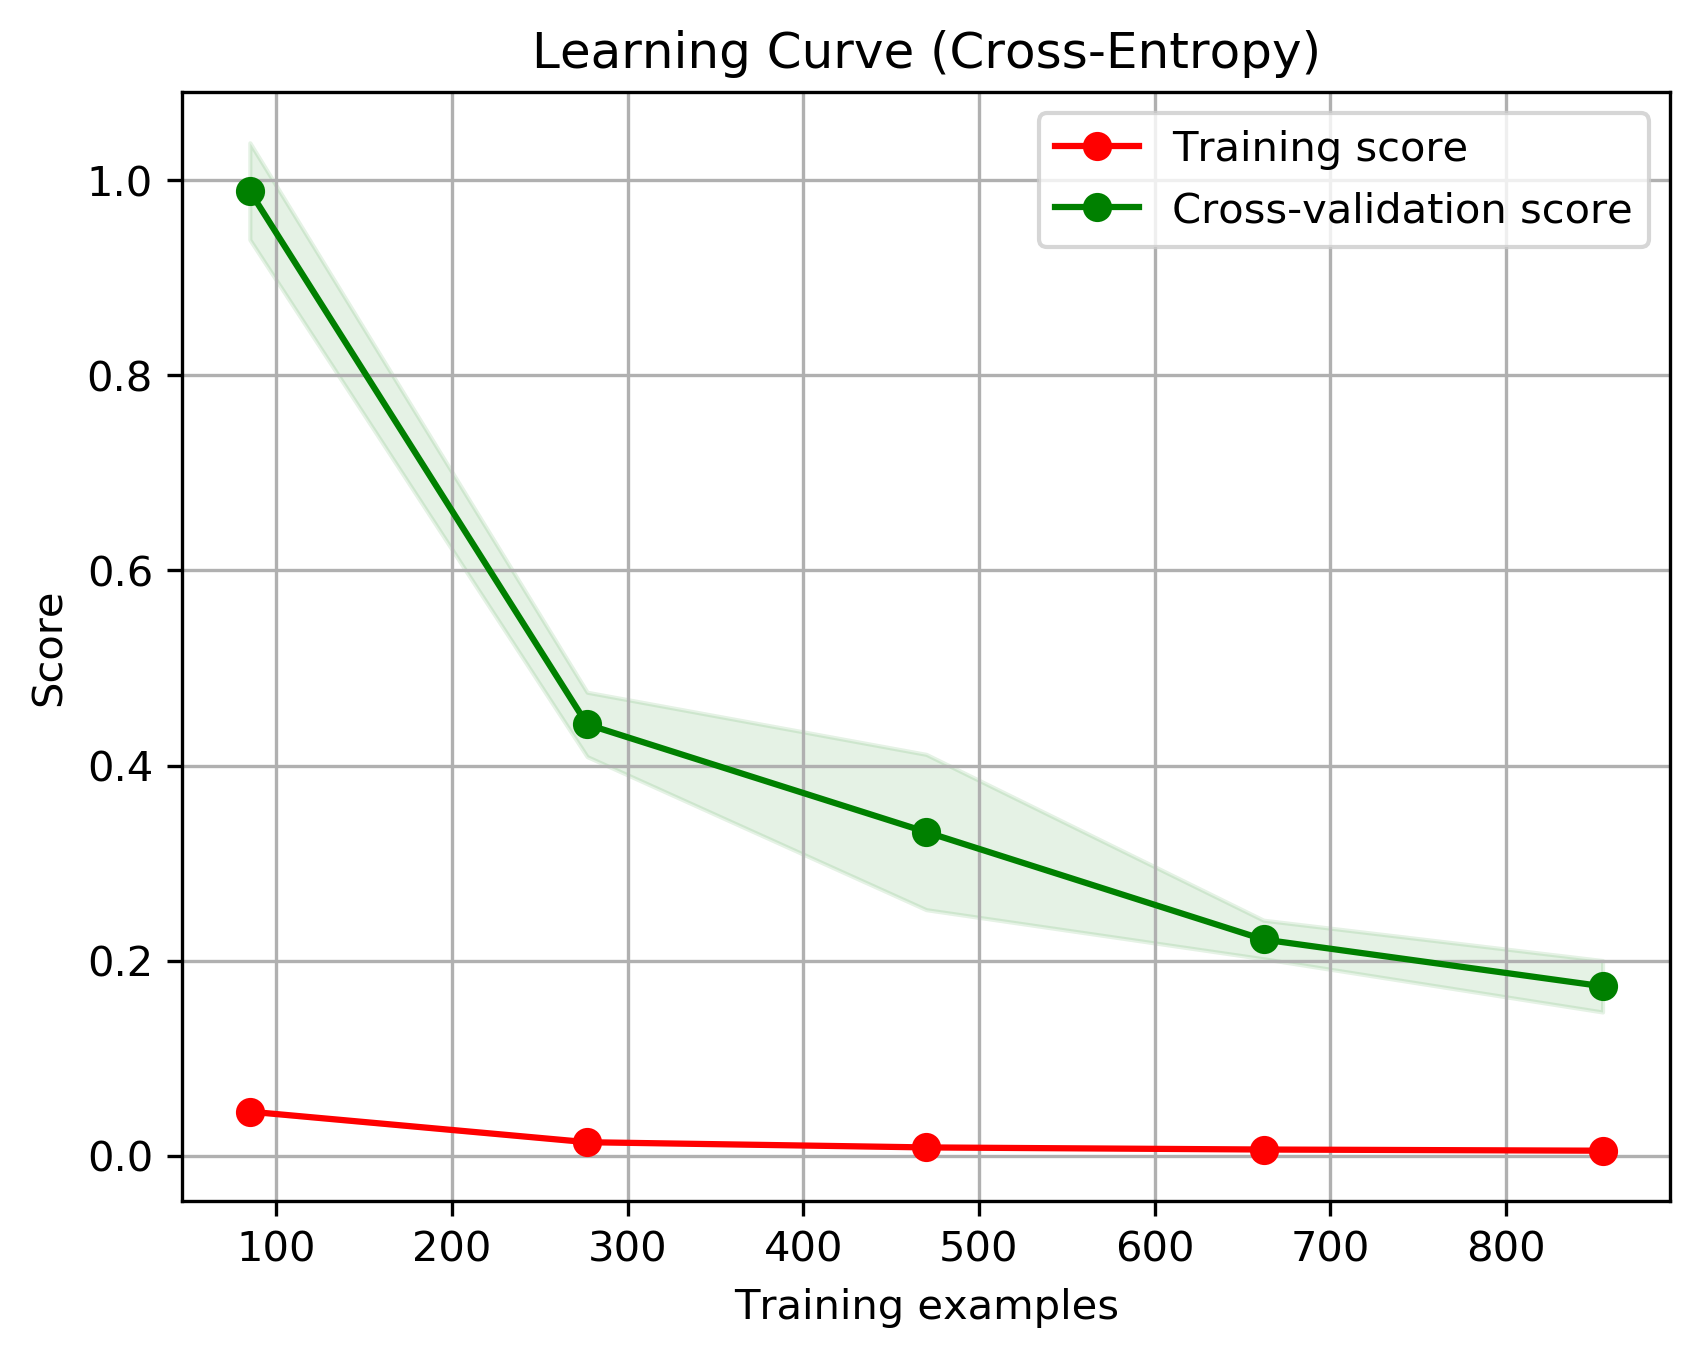 Learning Curve (Cross-Entropy)
Training score
Cross-validation score
1.0
0.8
0.6
0.4
0.2
0.0
Score
100 200 300 400 500 600 700 800
Training examples